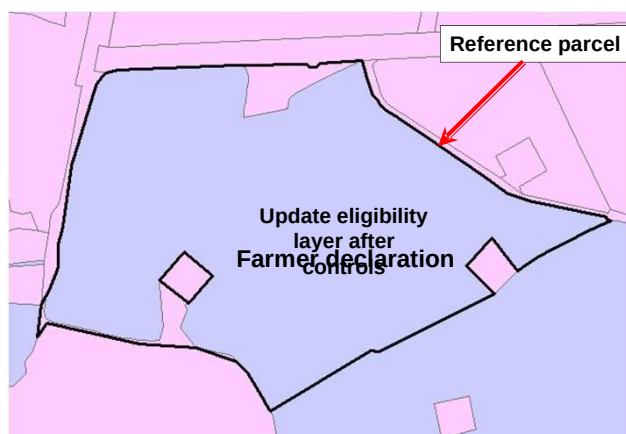 Reference parcel
Update eligibility
layer after
Farmer declaration
controls